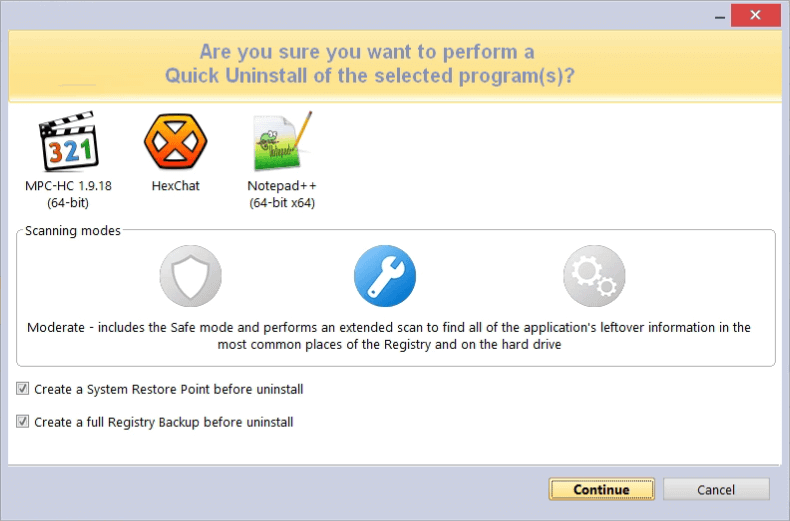 Are you sure you want to perform a
Quick Uninstall of the selected program(s)?
321
Notepad++
MPC-HC 1.9.18
(64-bit)
HexChat
Notepad++
(64-bit x64)
Scanning modes
Moderate - includes the Safe mode and performs an extended scan to find all of the application's leftover information in the
most common places of the Registry and on the hard drive
Create a System Restore Point before uninstall
Create a full Registry Backup before uninstall
Continue
Cancel